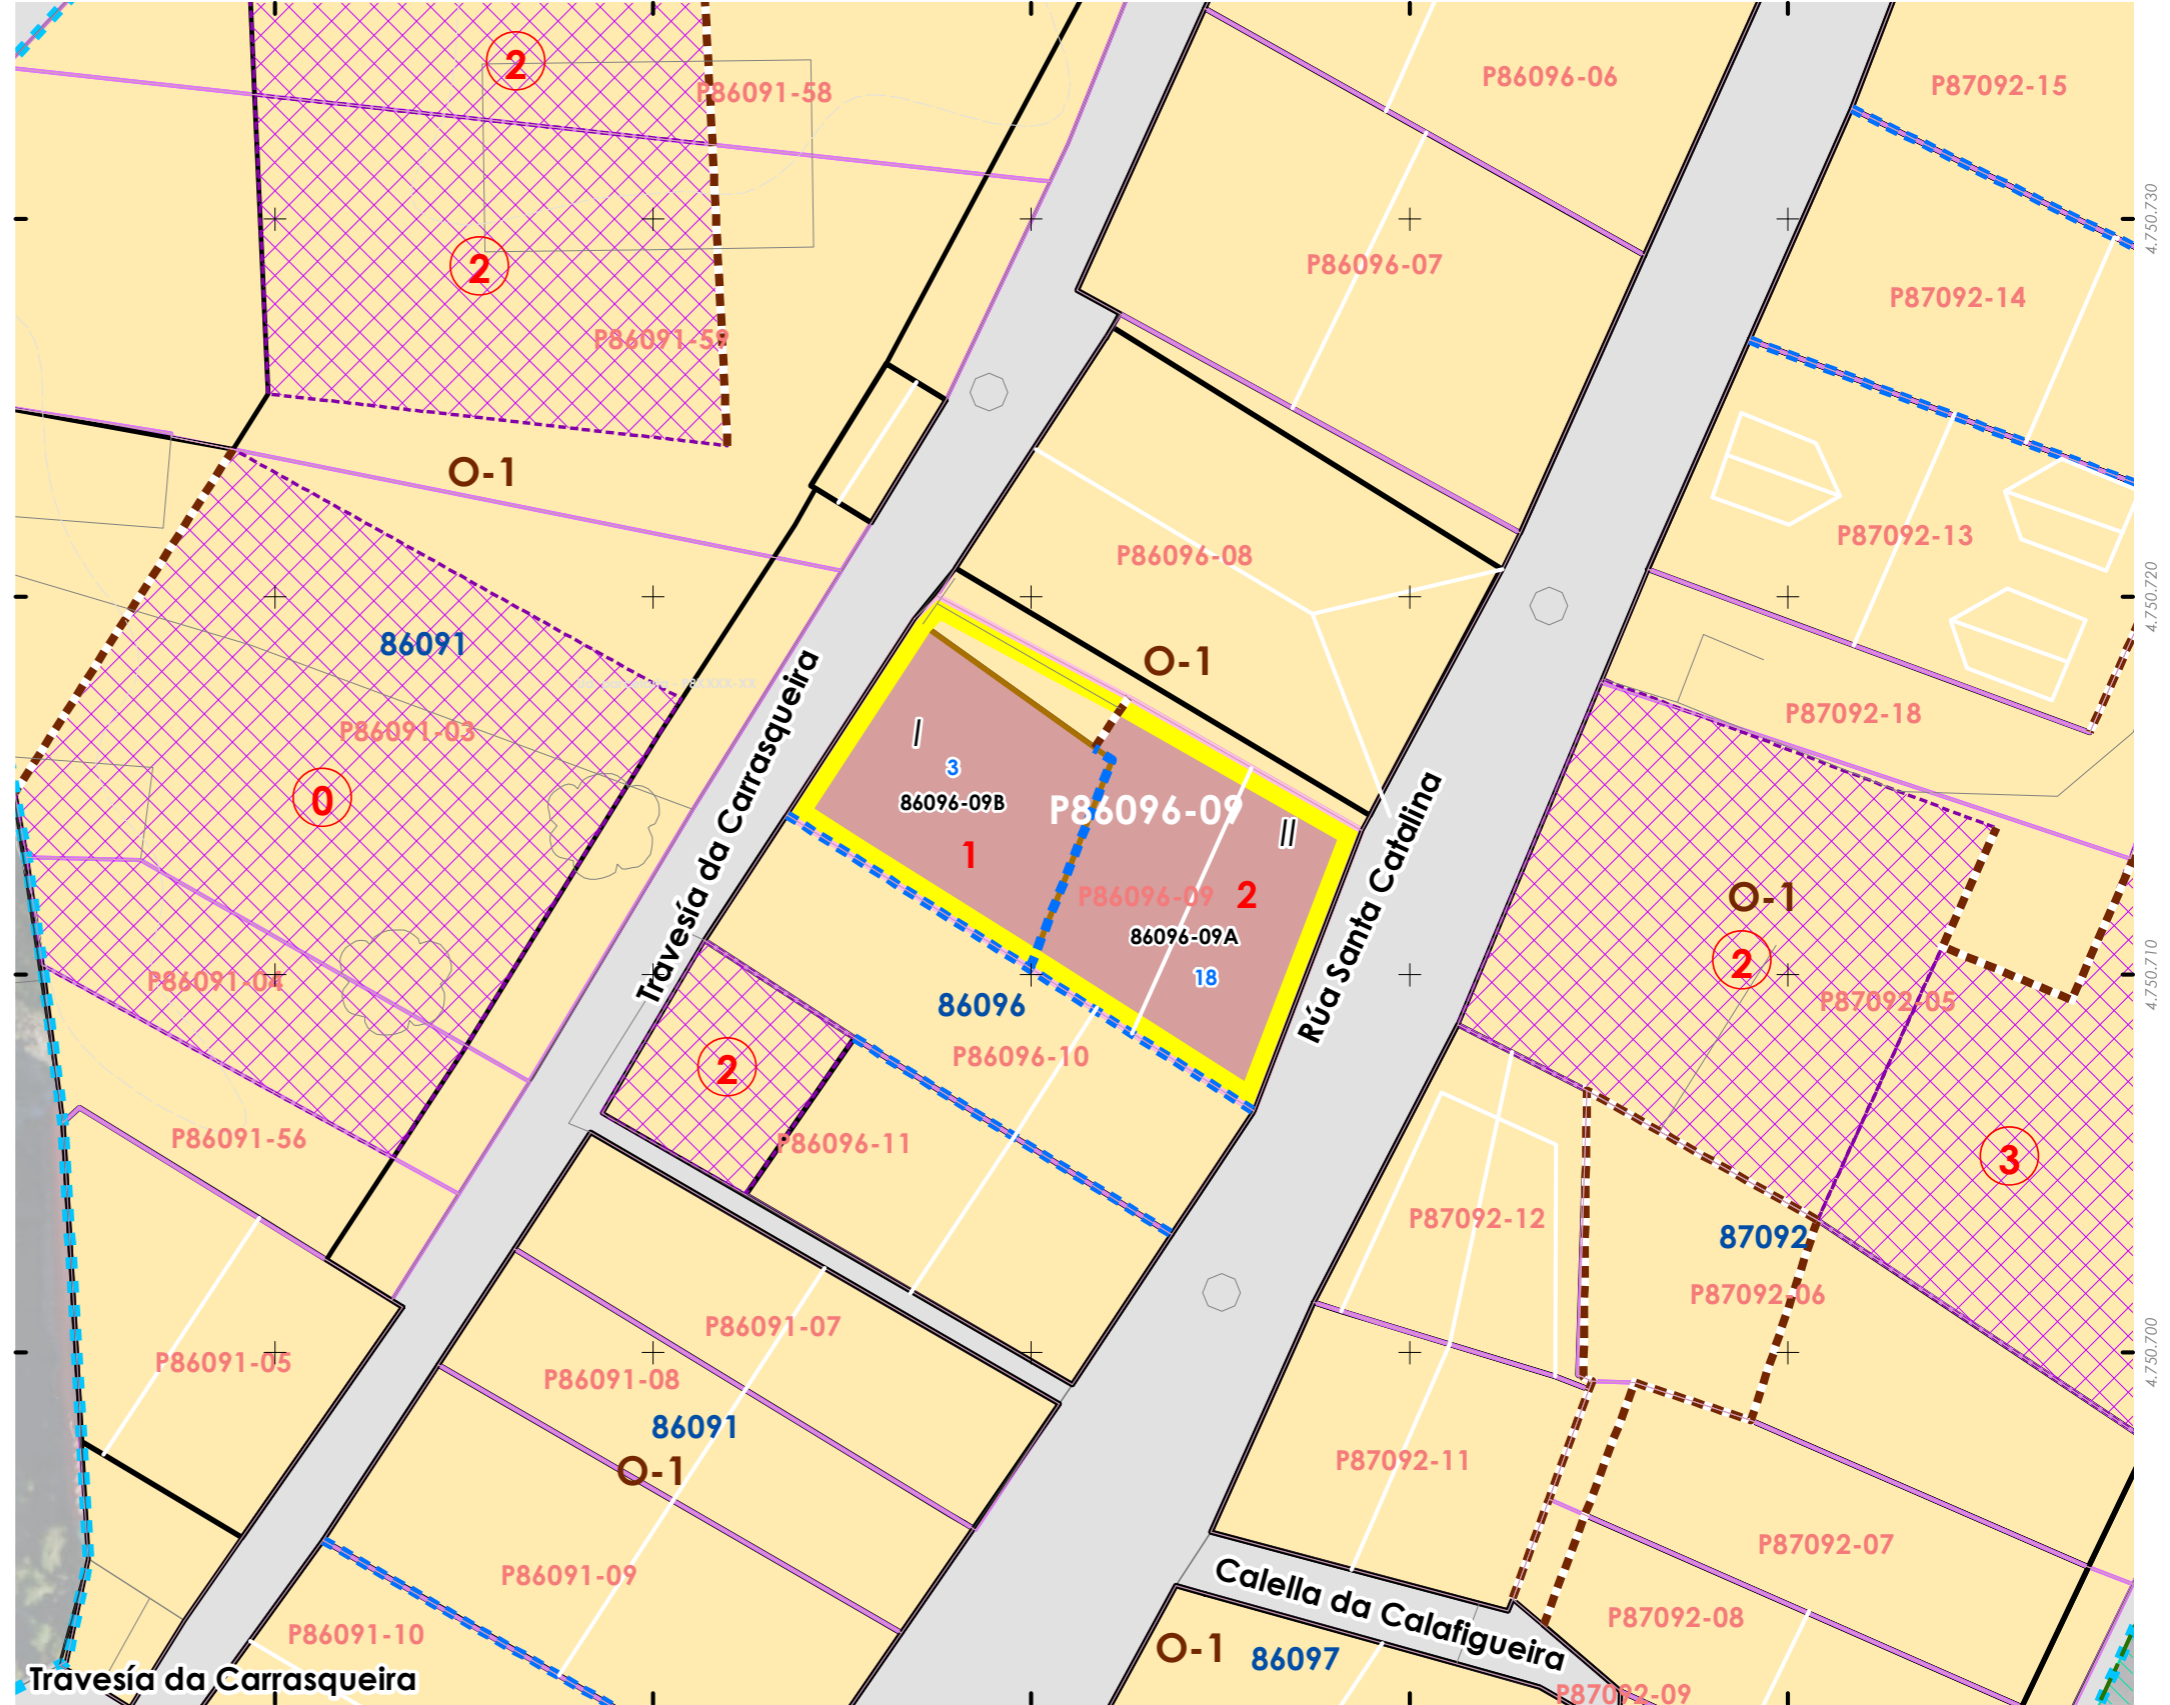 2
P86091-58
P86096-06
P87092-15
4.750.730
2
P86096-07
P87092-14
P86091-59
O-1
P86096-08
P87092-13
4.750.720
86091
O-1
P86091-03
P87092-18
Travesía da Carrasqueira
I
3
86096-09B
P86096-09
II
0
1
P86096-09
2
O-1
86096-09A
18
Rúa Santa Catalina
2
P86091-04
86096
P87092-05
4.750.710
P86096-10
2
P86091-56
P86096-11
3
P87092-12
87092
P87092-06
P86091-07
P86091-05
P86091-08
4.750.700
86091
O-1
P87092-11
P86091-09
P87092-07
Calella da Calafigueira
P86091-10
P87092-08
O-1
86097
Travesía da Carrasqueira
P87092-09